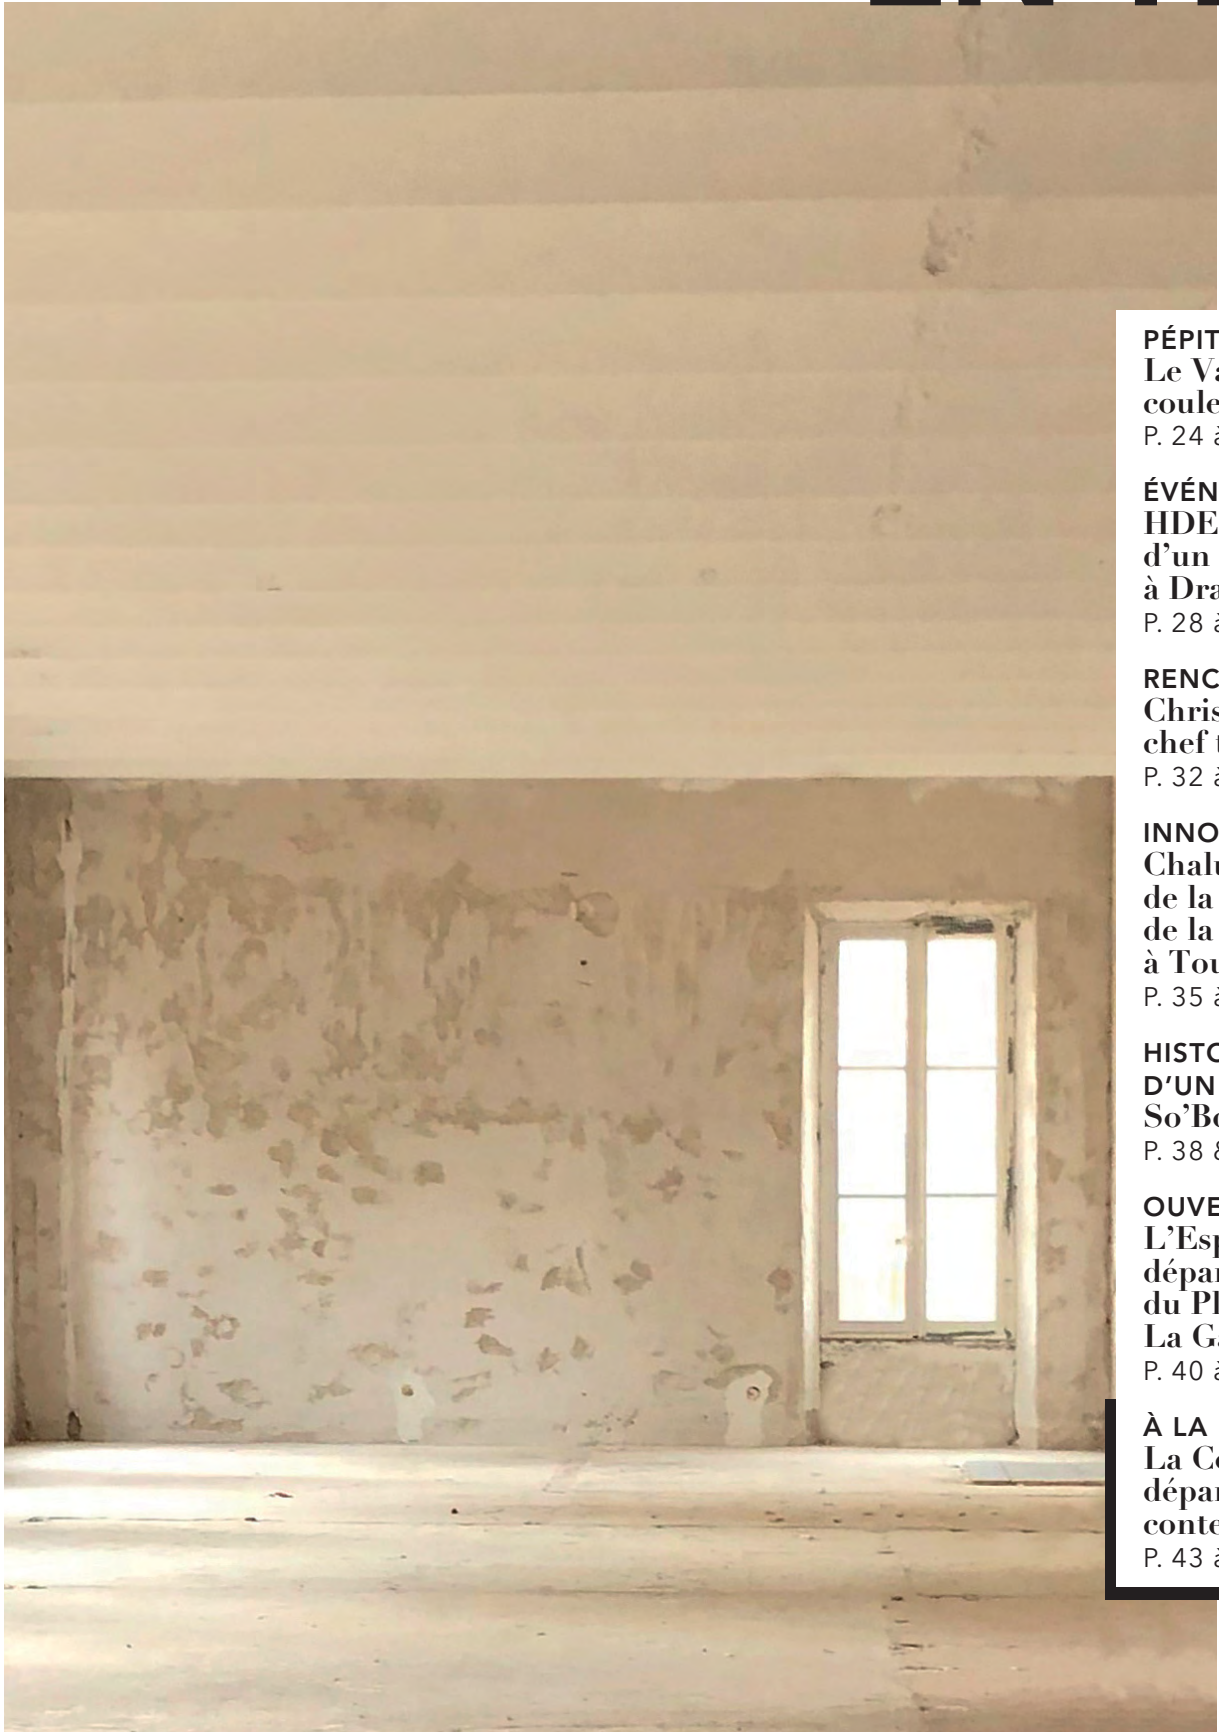 PÉPIT
Le Va
coule
P. 24 à
ÉVÉN
HDE
d’un
à Dra
P. 28 à
RENC
Chris
chef t
P. 32 à
INNO
Chalu
de la
de la
à Tou
P. 35 à
HISTO
D’UN
So’Bo
P. 38 &
OUVE
L’Esp
dépar
du Pl
La Ga
P. 40 à
À LA
La Co
dépar
conte
P. 43 à